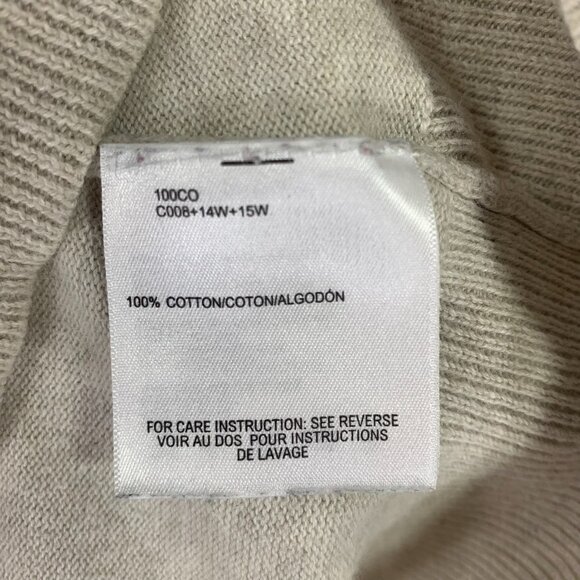 100CO
C008+14W+15W
100% COTTON/COTON/ALGODÓN
FOR CARE INSTRUCTION: SEE REVERSE
VOIR AU DOS POUR INSTRUCTIONS
DE LAVAGE